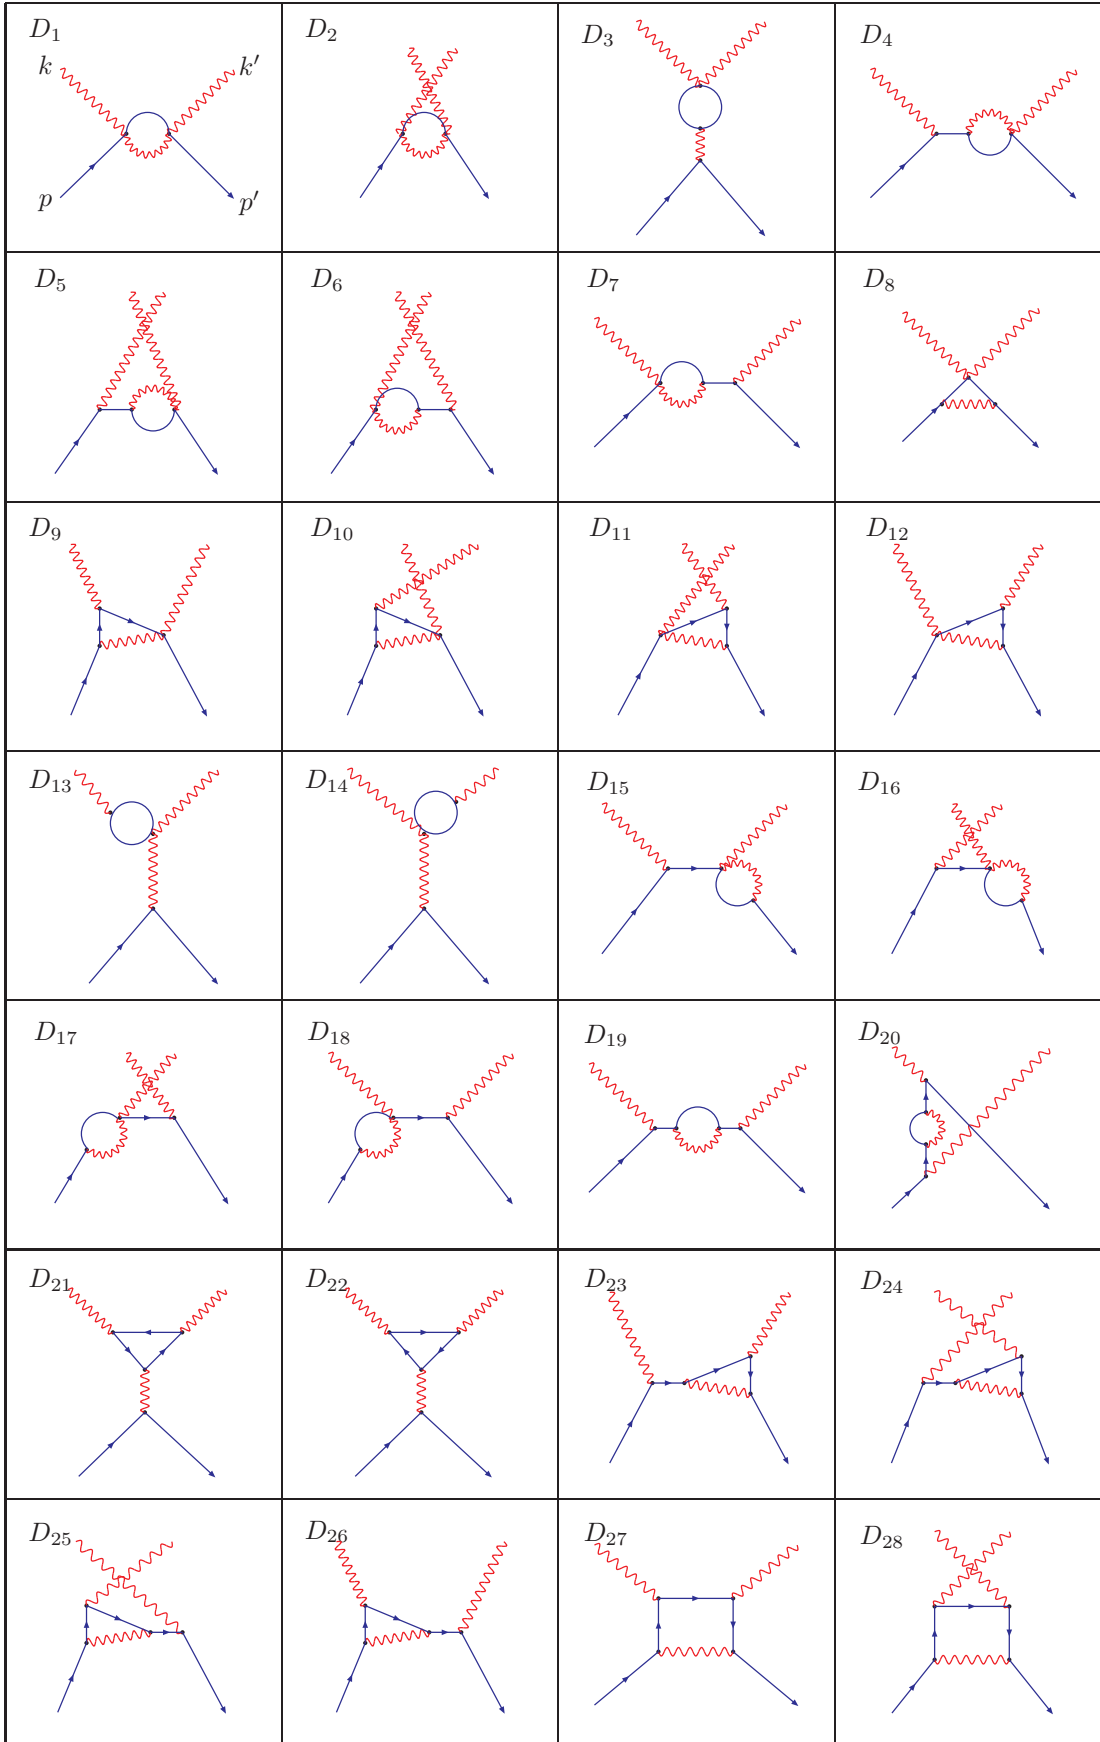 D₁
k k′
p p′
D₂
D₃
D₄
D₅
D₆
D₇
D₈
D₉
D₁₀
D₁₁
D₁₂
D₁₃
D₁₄
D₁₅
D₁₆
D₁₇
D₁₈
D₁₉
D₂₀
D₂₁
D₂₂
D₂₃
D₂₄
D₂₅
D₂₆
D₂₇
D₂₈